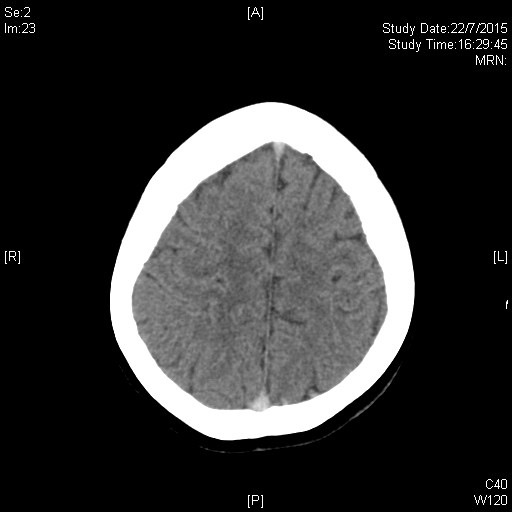 Se:2
Im:23
[A]
Study Date:22/7/2015
Study Time:16:29:45
MRN:
[R]
[L]
f
C40
W120
[P]